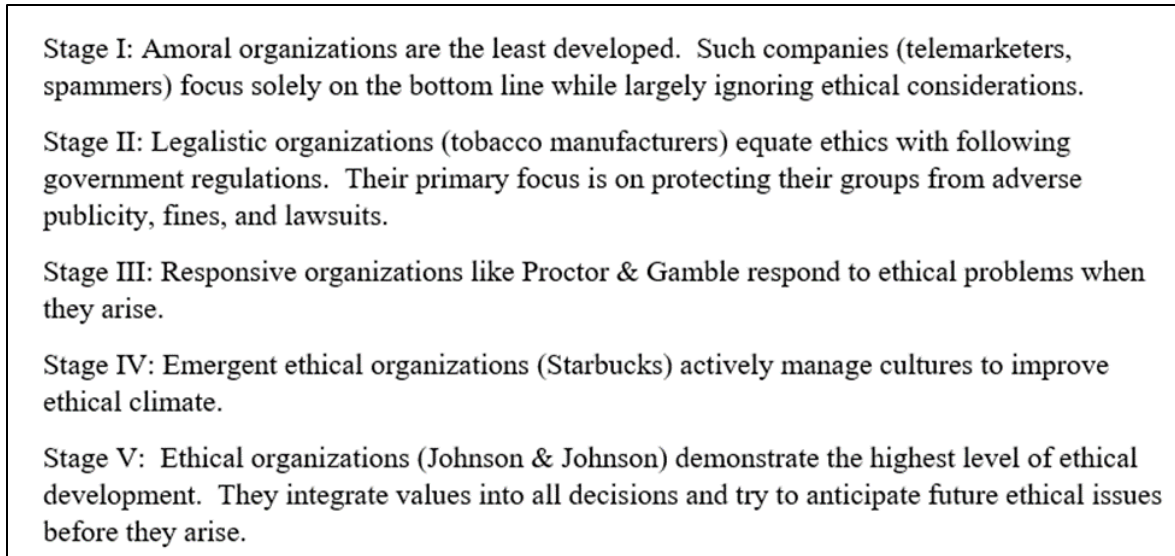 Stage I: Amoral organizations are the least developed.  Such companies (telemarketers,
spammers) focus solely on the bottom line while largely ignoring ethical considerations.
Stage II: Legalistic organizations (tobacco manufacturers) equate ethics with following
government regulations.  Their primary focus is on protecting their groups from adverse
publicity, fines, and lawsuits.
Stage III: Responsive organizations like Proctor & Gamble respond to ethical problems when
they arise.
Stage IV: Emergent ethical organizations (Starbucks) actively manage cultures to improve
ethical climate.
Stage V:  Ethical organizations (Johnson & Johnson) demonstrate the highest level of ethical
development.  They integrate values into all decisions and try to anticipate future ethical issues
before they arise.